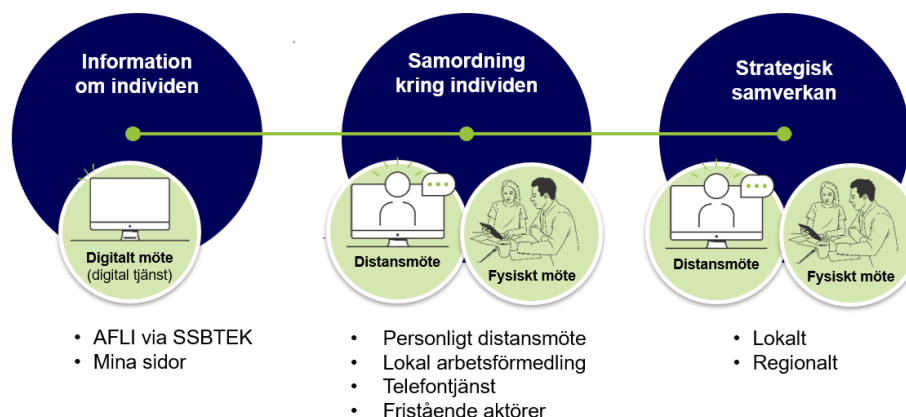 Information
om individen
Digitalt möte
(digital tjänst)
• AFLI via SSBTEK
• Mina sidor
Samordning
kring individen
Distansmöte
Fysiskt möte
• Personligt distansmöte
• Lokal arbetsförmedling
• Telefontjänst
• Fristående aktörer
Strategisk
samverkan
Distansmöte
Fysiskt möte
• Lokalt
• Regionalt